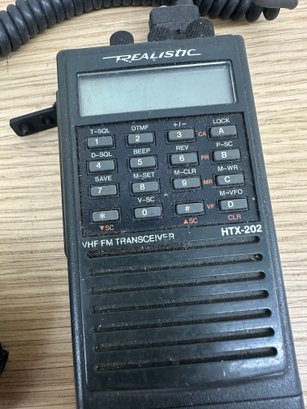 REALISTIC
T-SQL DTMF +/− LOCK
1 2 3 CA A
D-SQL BEEP REV P-SC
4 5 6 PR B
SAVE M-SET M-CLR M-WR
7 8 9 MR C
V-SC M-VFO
* 0 # VF D
▼SC ▲SC CLR
VHF FM TRANSCEIVER HTX-202